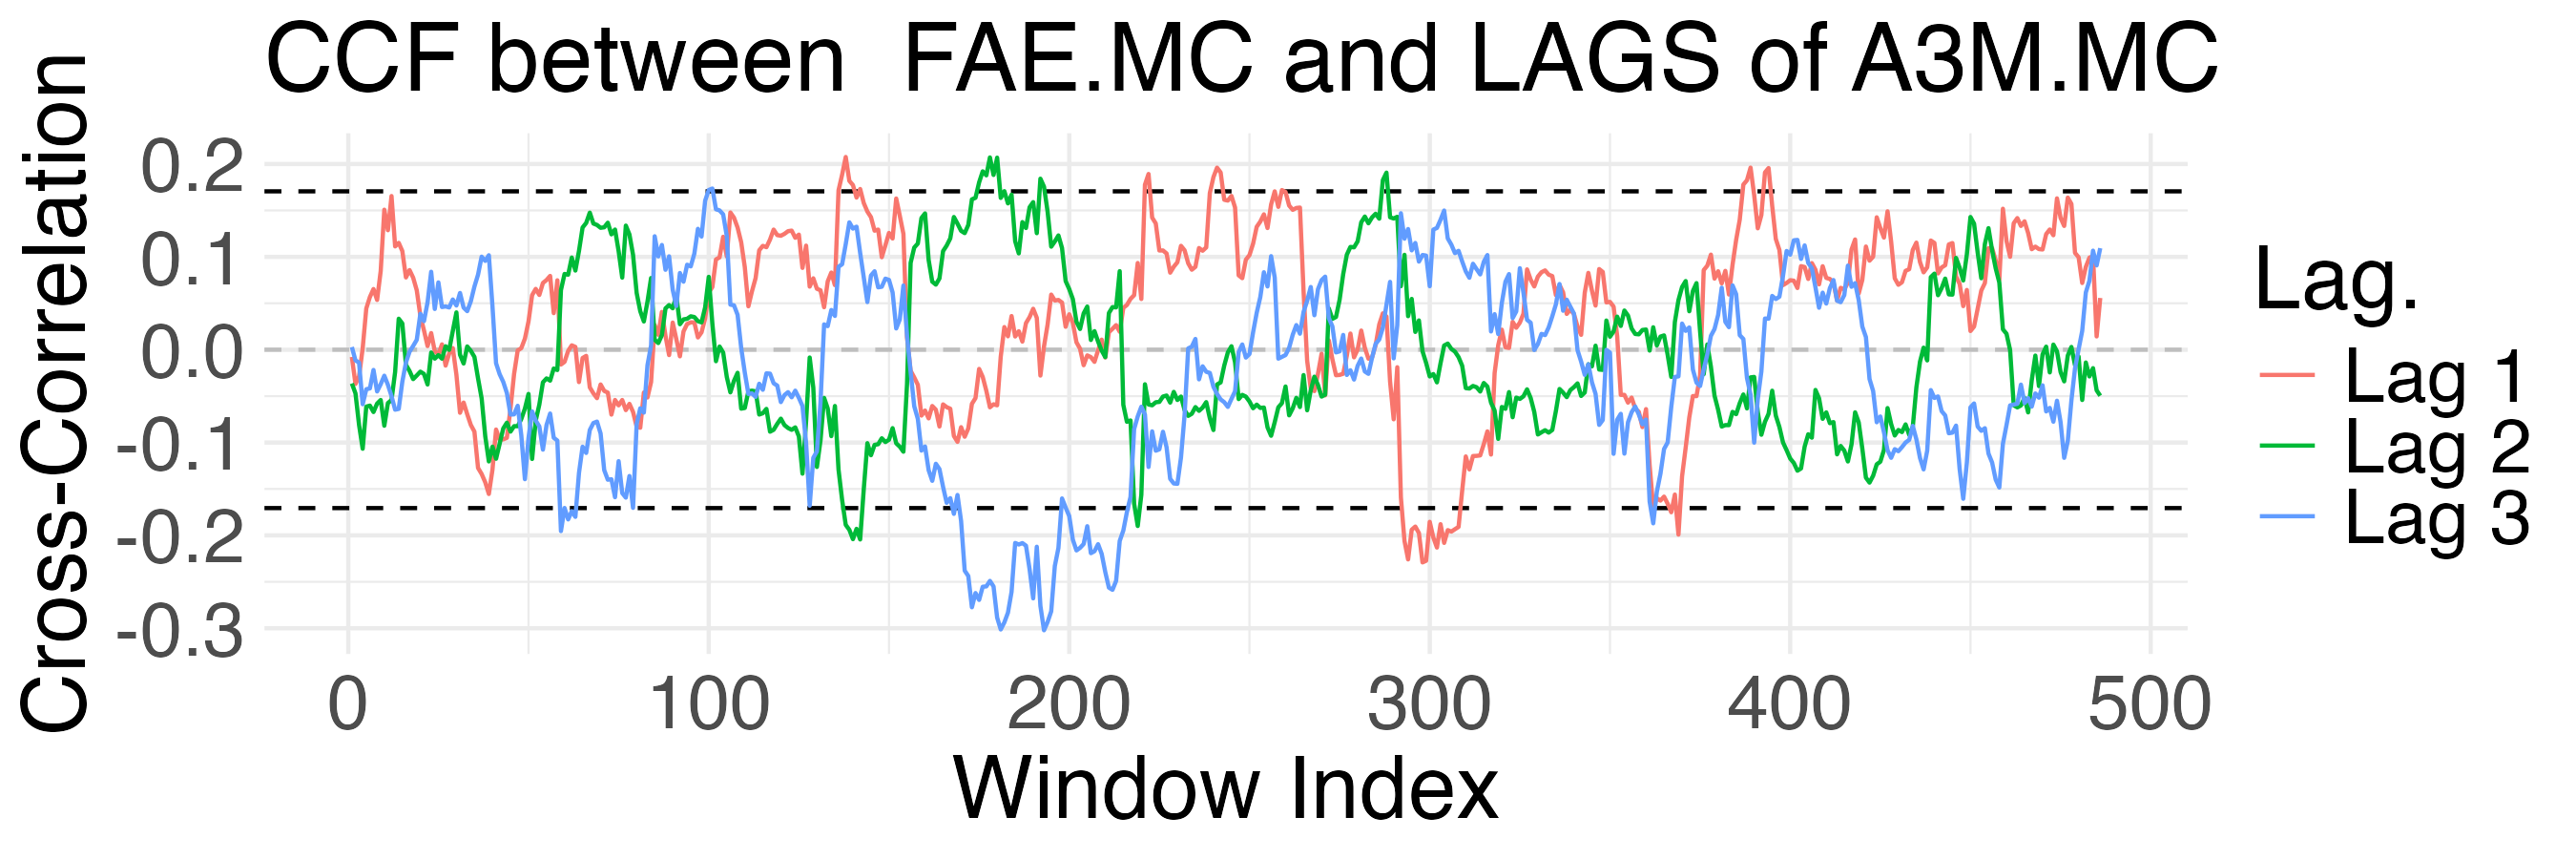 CCF between  FAE.MC and LAGS of A3M.MC
Cross-Correlation
0.2
0.1
0.0
-0.1
-0.2
-0.3
0 100 200 300 400 500
Window Index
Lag.
Lag 1
Lag 2
Lag 3